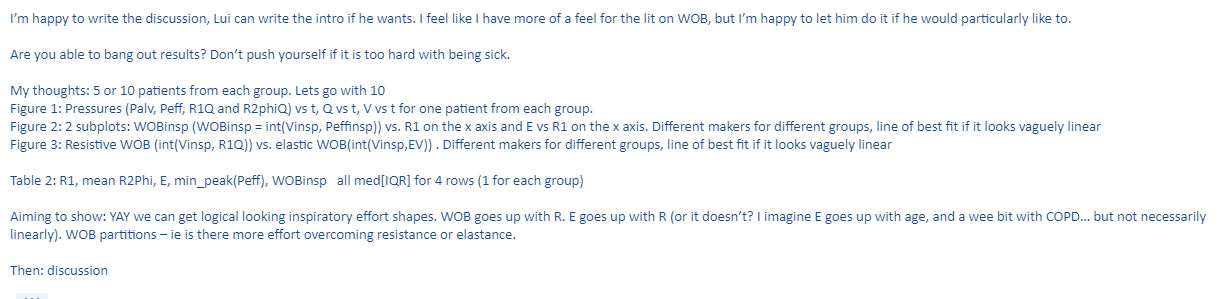 I'm happy to write the discussion, Lui can write the intro if he wants. I feel like I have more of a feel for the lit on WOB, but I'm happy to let him do it if he would particularly like to.
Are you able to bang out results? Don't push yourself if it is too hard with being sick.
My thoughts: 5 or 10 patients from each group. Lets go with 10
Figure 1: Pressures (Palv, Peff, R1Q and R2phiQ) vs t, Q vs t, V vs t for one patient from each group.
Figure 2: 2 subplots: WOBinsp (WOBinsp = int(Vinsp, Peffinsp)) vs. R1 on the x axis and E vs R1 on the x axis. Different makers for different groups, line of best fit if it looks vaguely linear
Figure 3: Resistive WOB (int(Vinsp, R1Q)) vs. elastic WOB(int(Vinsp,EV)) . Different makers for different groups, line of best fit if it looks vaguely linear
Table 2: R1, mean R2Phi, E, min_peak(Peff), WOBinsp  all med[IQR] for 4 rows (1 for each group)
Aiming to show: YAY we can get logical looking inspiratory effort shapes. WOB goes up with R. E goes up with R (or it doesn't? I imagine E goes up with age, and a wee bit with COPD... but not necessarily
linearly). WOB partitions – ie is there more effort overcoming resistance or elastance.
Then: discussion